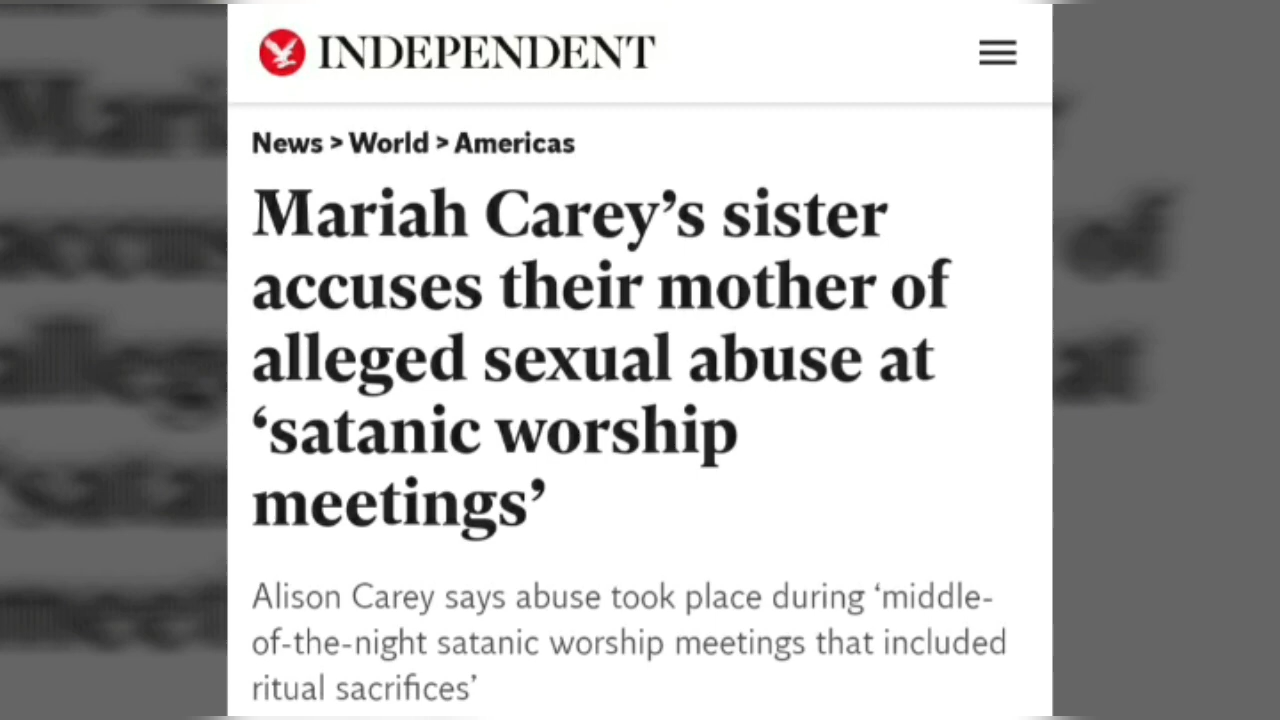 INDEPENDENT
News > World > Americas
Mariah Carey’s sister
accuses their mother of
alleged sexual abuse at
‘satanic worship
meetings’
Alison Carey says abuse took place during ‘middle-
of-the-night satanic worship meetings that included
ritual sacrifices’